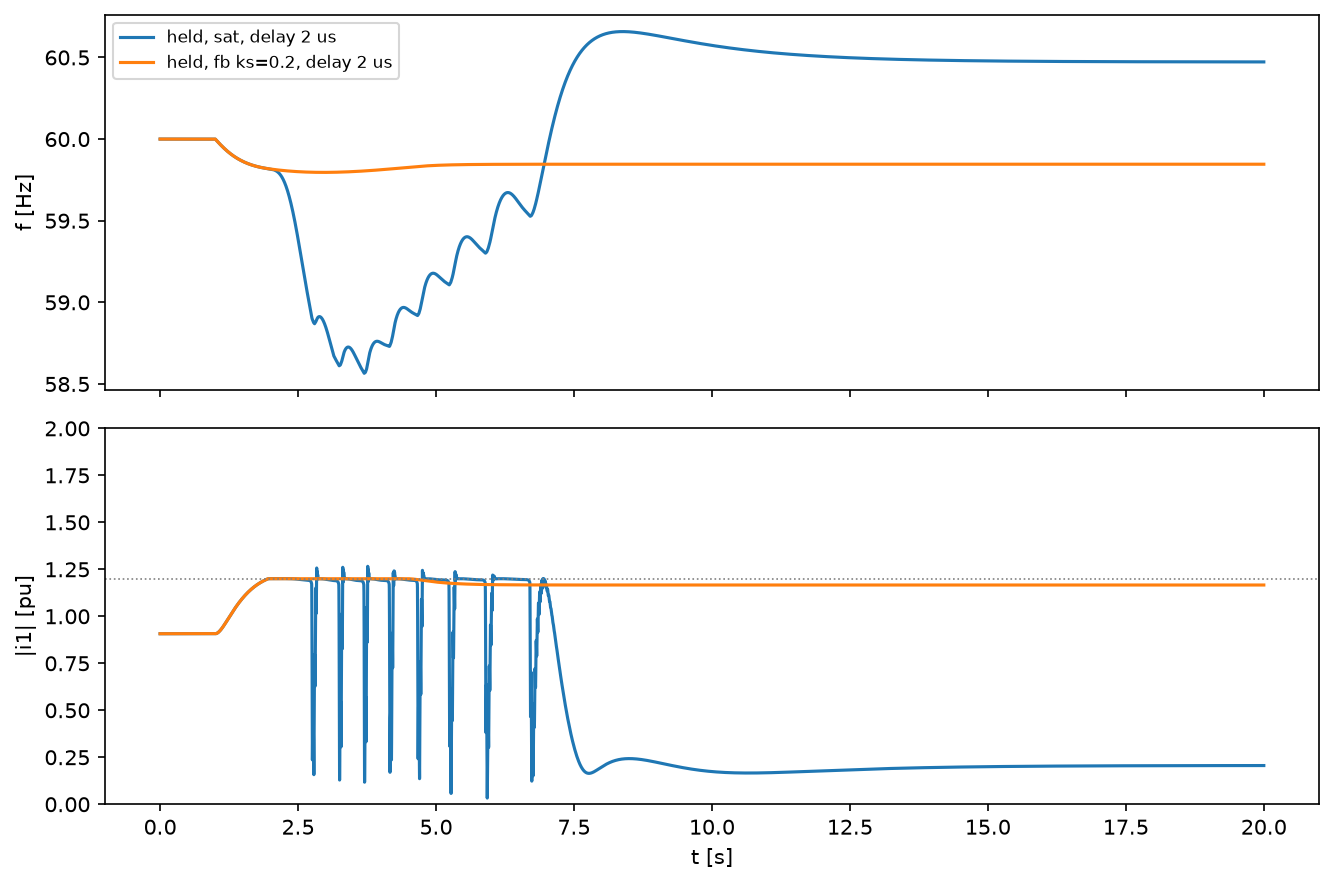 60.5
60.0
59.5
59.0
58.5
f [Hz]
held, sat, delay 2 us
held, fb ks=0.2, delay 2 us
2.00
1.75
1.50
1.25
1.00
0.75
0.50
0.25
0.00
|i1| [pu]
0.0 2.5 5.0 7.5 10.0 12.5 15.0 17.5 20.0
t [s]